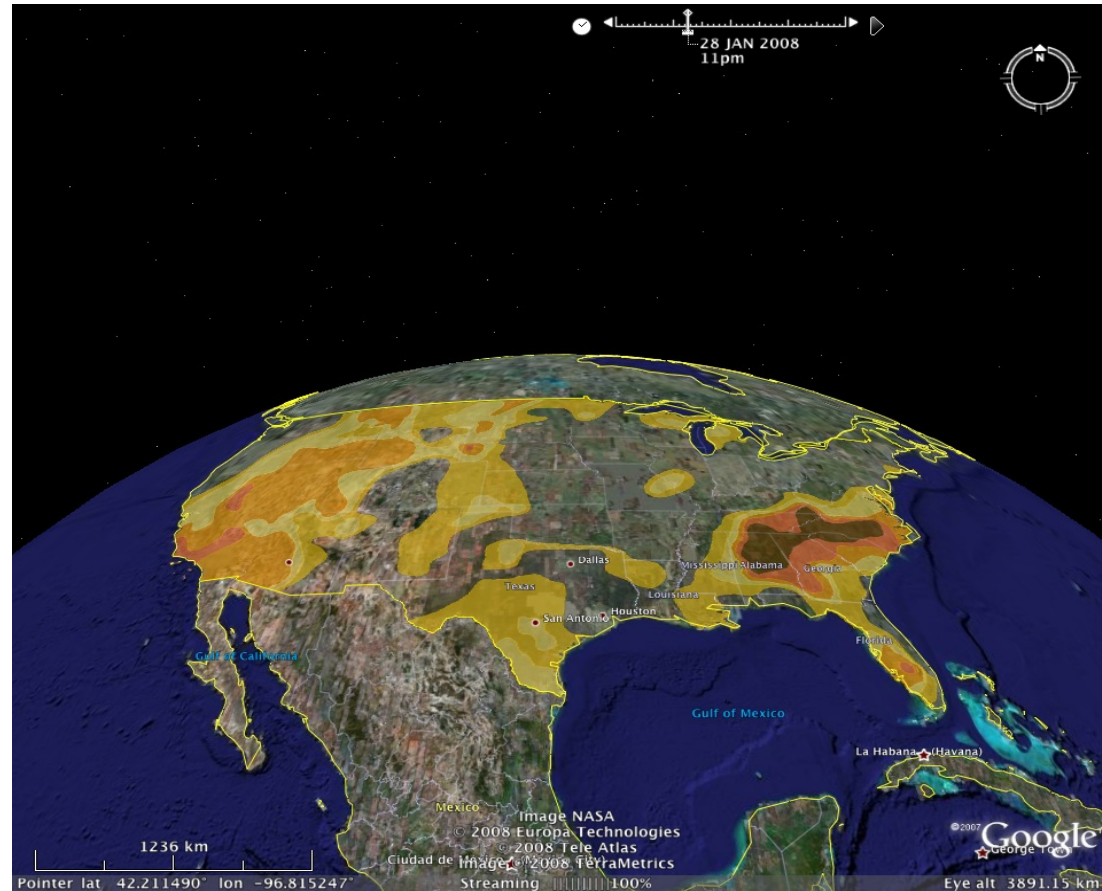 28 JAN 2008
11pm
N
Dallas
Mississippi
Alabama
Georgia
Texas
Louisiana
Houston
San Antonio
Florida
Gulf of California
Gulf of Mexico
La Habana (Havana)
Mexico
Image NASA
© 2008 Europa Technologies
© 2008 Tele Atlas
Image © 2008 TerraMetrics
Ciudad de
©2007 Google
George Town
1236 km
Pointer lat 42.211490° lon -96.815247°
Streaming 100%
Eye alt 3891.15 km